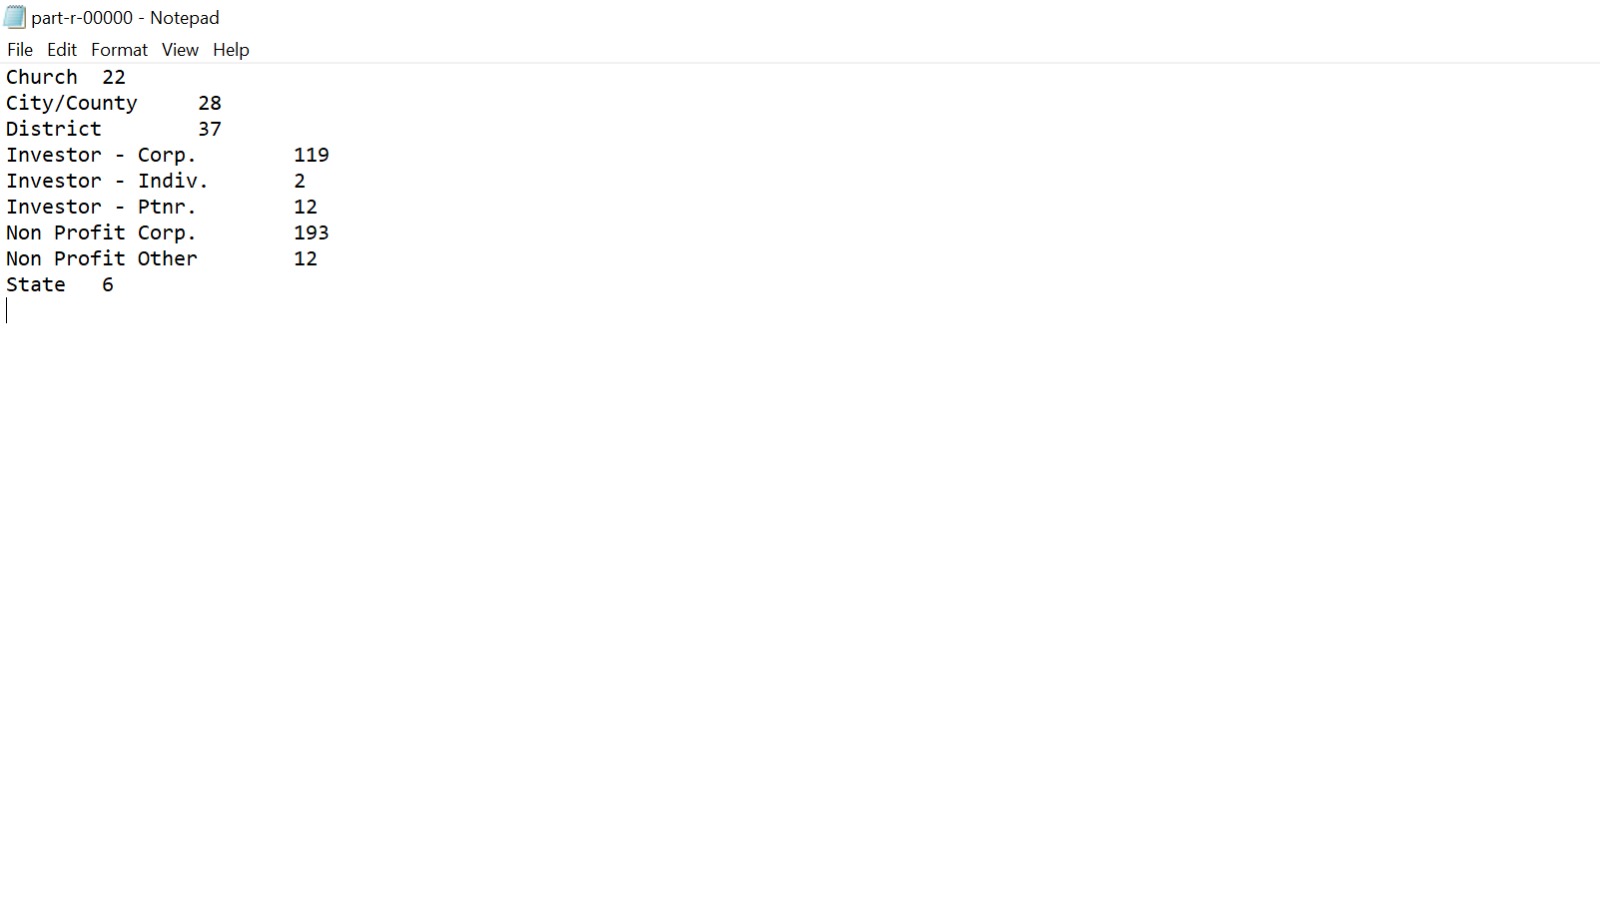 part-r-00000 - Notepad
File Edit Format View Help
Church 22
City/County 28
District 37
Investor - Corp. 119
Investor - Indiv. 2
Investor - Ptnr. 12
Non Profit Corp. 193
Non Profit Other 12
State 6